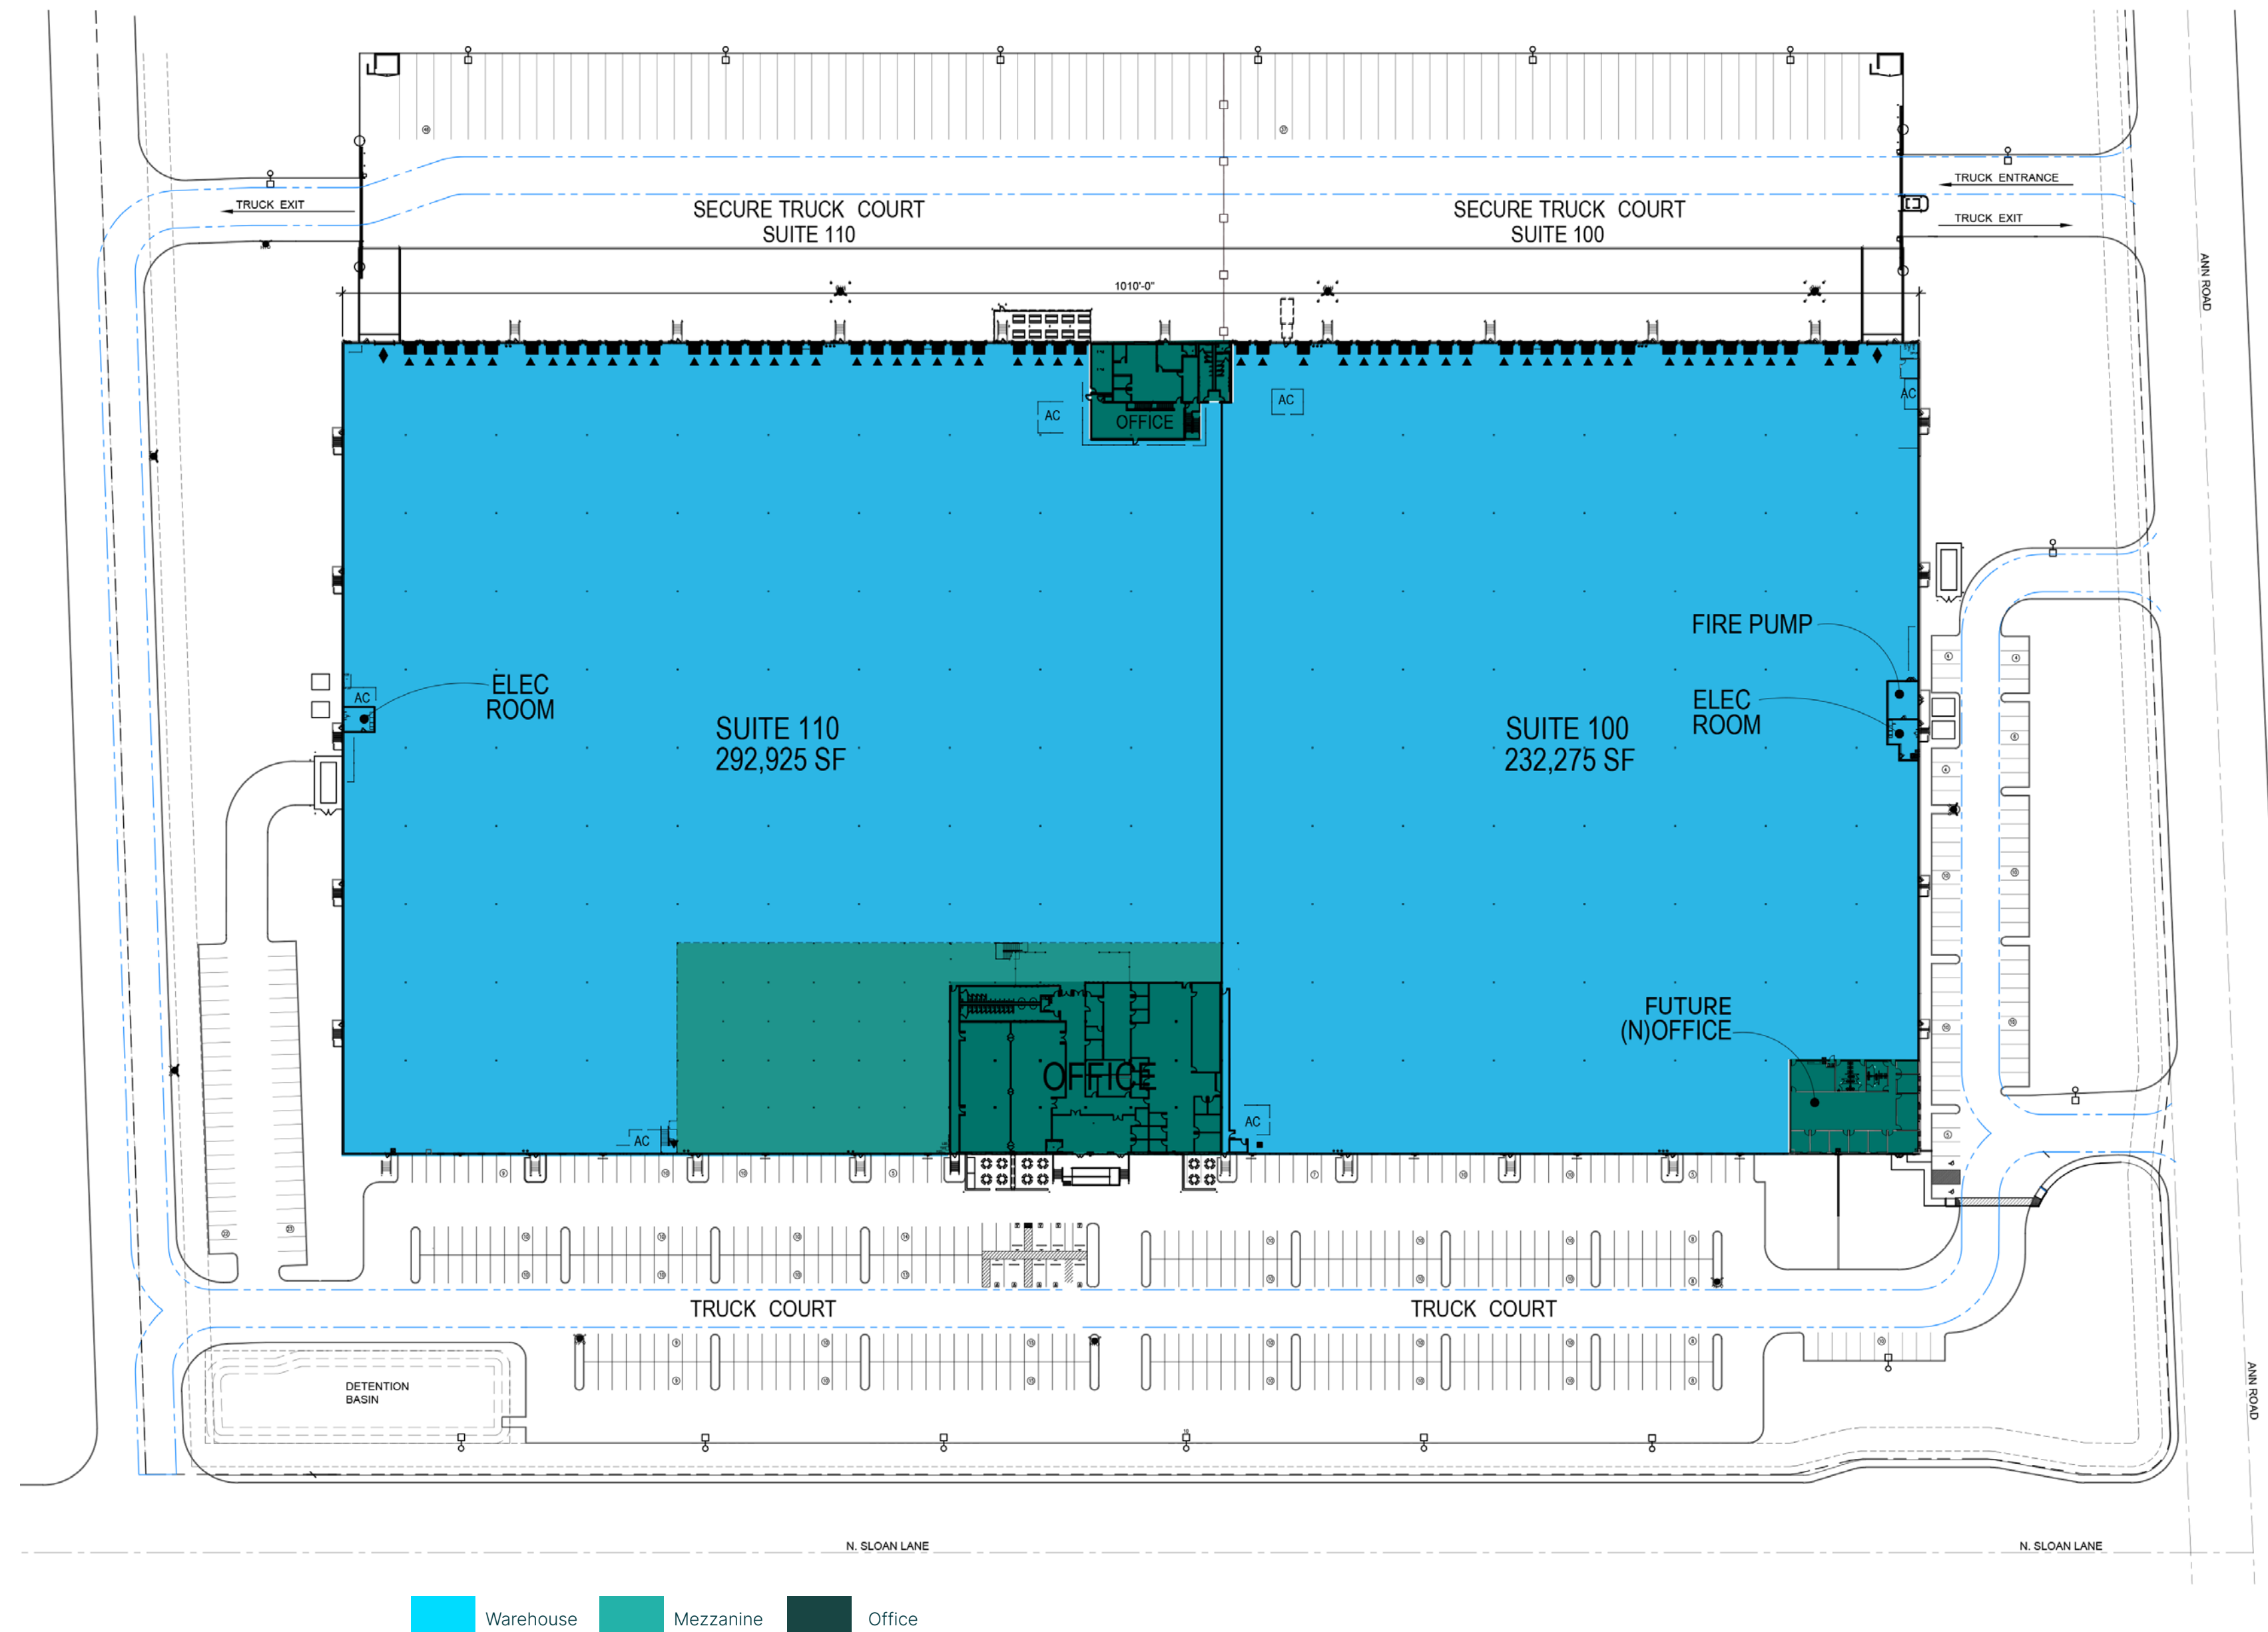 TRUCK ENTRANCE
TRUCK EXIT
TRUCK EXIT
SECURE TRUCK COURT
SUITE 110
SECURE TRUCK COURT
SUITE 100
ANN ROAD
1010'-0"
AC
OFFICE
AC
AC
FIRE PUMP
ELEC
ROOM
AC
ELEC
ROOM
SUITE 110
292,925 SF
SUITE 100
232,275 SF
FUTURE
(N)OFFICE
OFFICE
AC
AC
TRUCK COURT
TRUCK COURT
DETENTION
BASIN
ANN ROAD
N. SLOAN LANE
N. SLOAN LANE
Warehouse
Mezzanine
Office